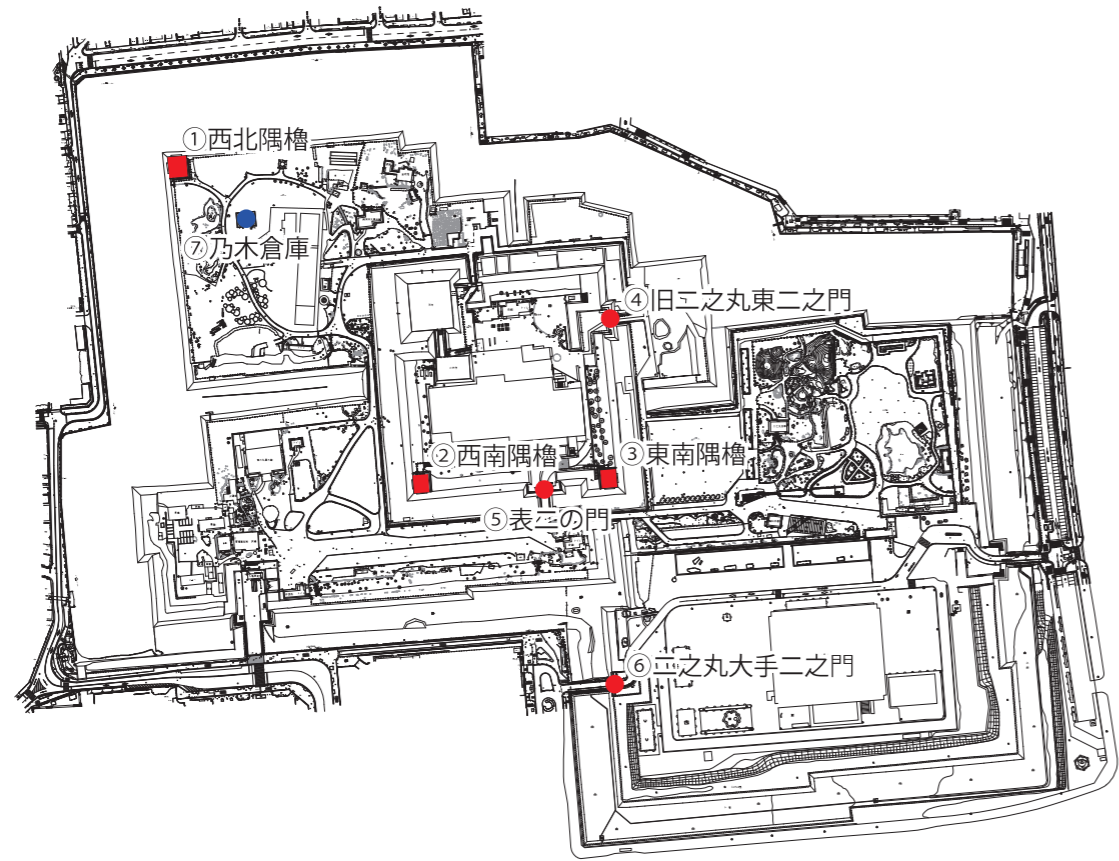 ①西北隅櫓
⑦乃木倉庫
④旧二之丸東二之門
②西南隅櫓
③東南隅櫓
⑤表二の門
⑥二之丸大手二之門